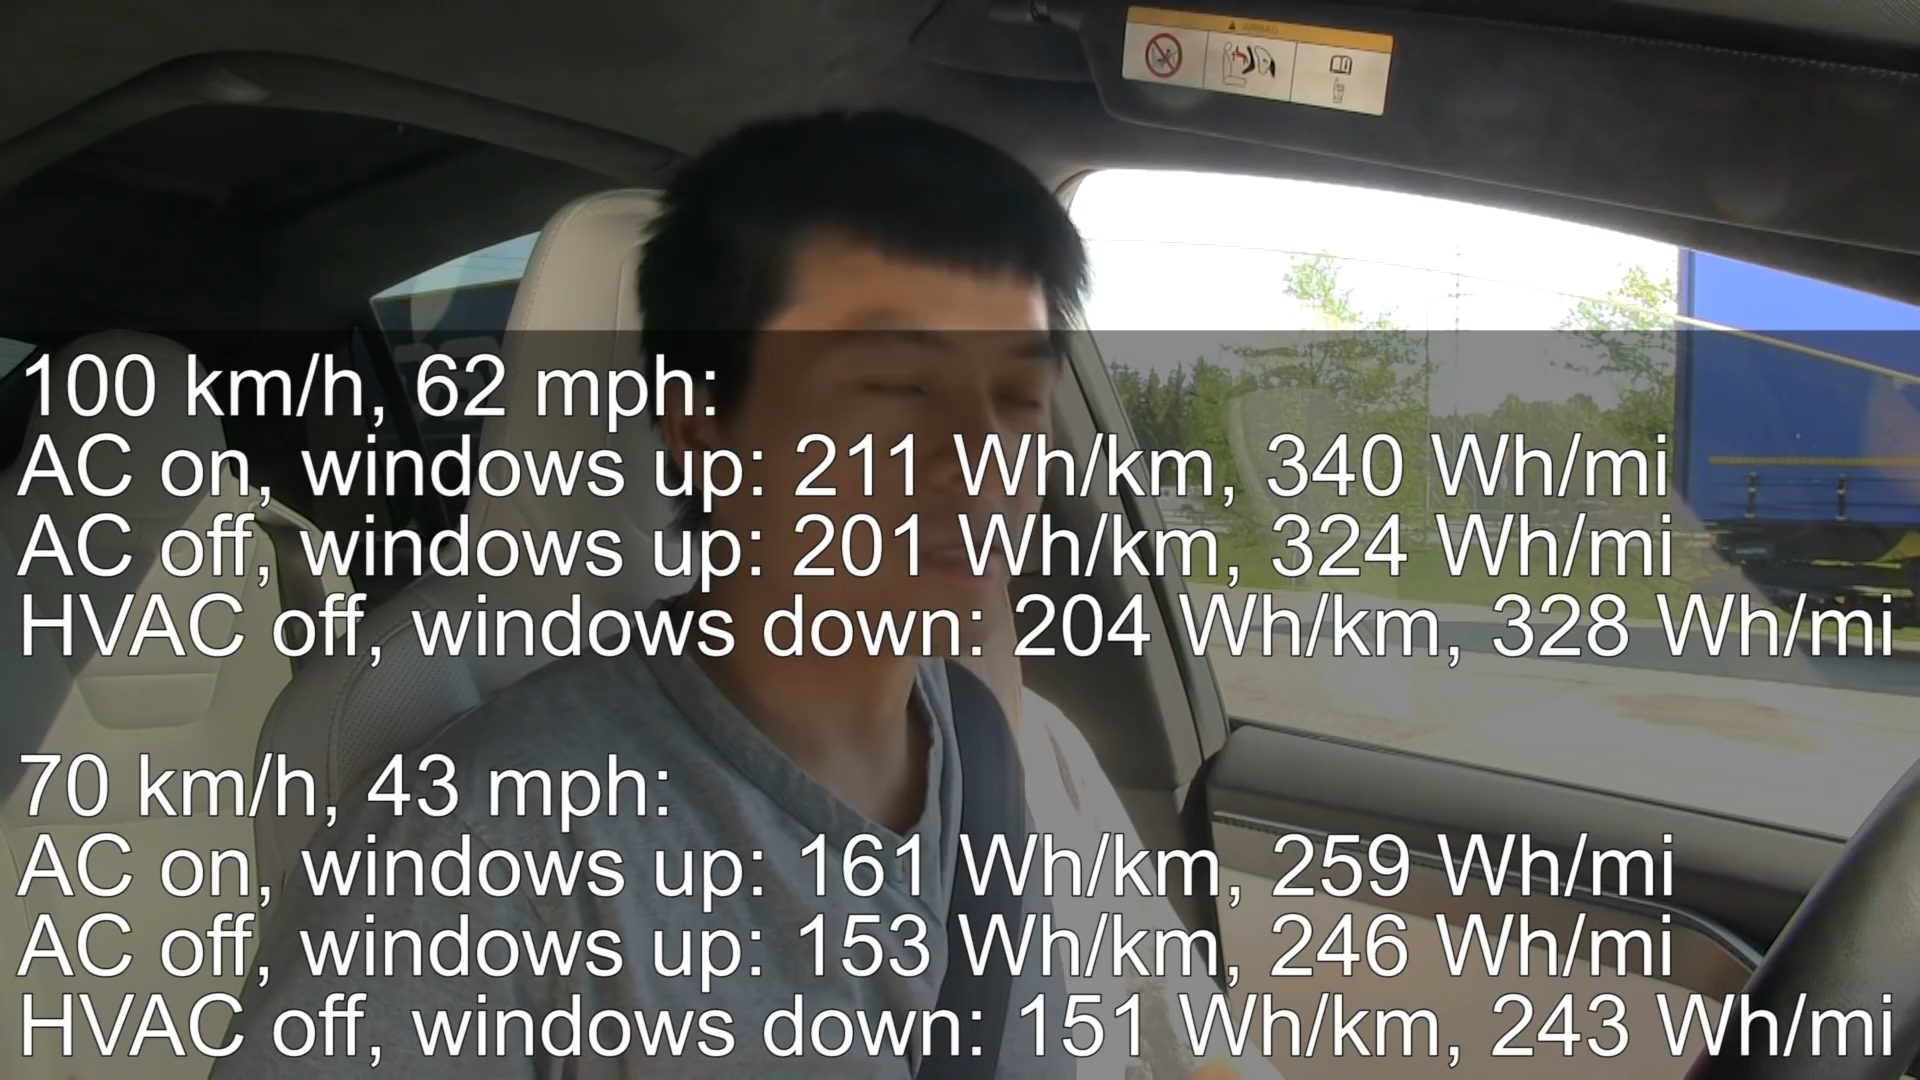 AIRBAG
100 km/h, 62 mph:
AC on, windows up: 211 Wh/km, 340 Wh/mi
AC off, windows up: 201 Wh/km, 324 Wh/mi
HVAC off, windows down: 204 Wh/km, 328 Wh/mi
70 km/h, 43 mph:
AC on, windows up: 161 Wh/km, 259 Wh/mi
AC off, windows up: 153 Wh/km, 246 Wh/mi
HVAC off, windows down: 151 Wh/km, 243 Wh/mi